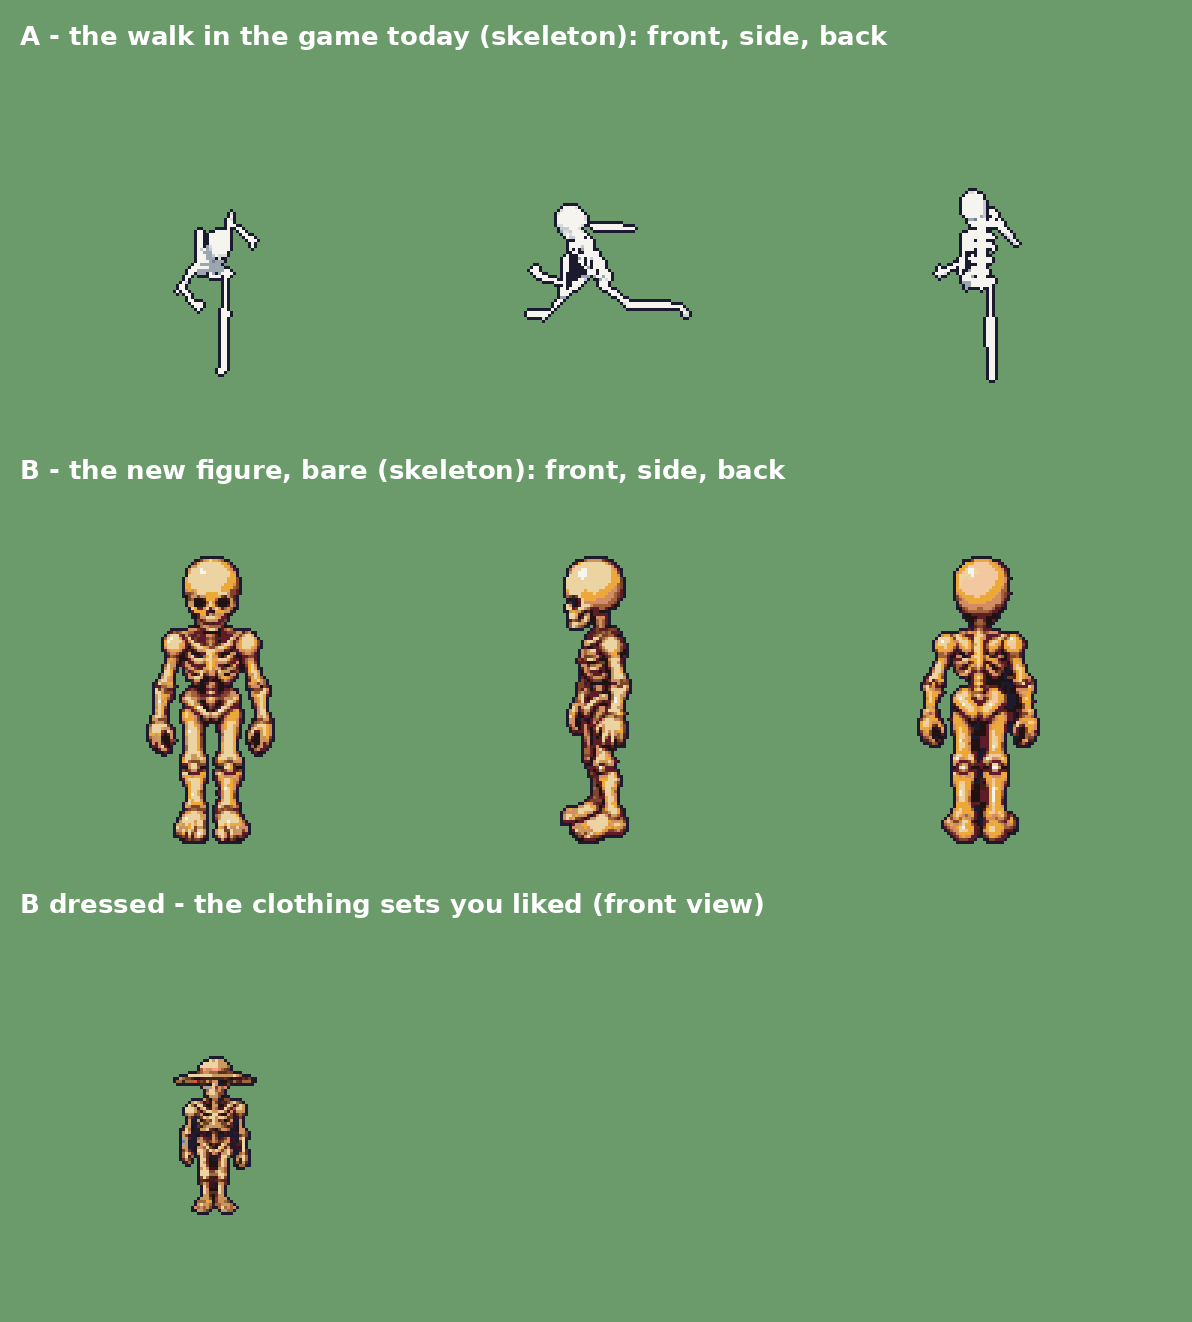 A - the walk in the game today (skeleton): front, side, back
B - the new figure, bare (skeleton): front, side, back
B dressed - the clothing sets you liked (front view)